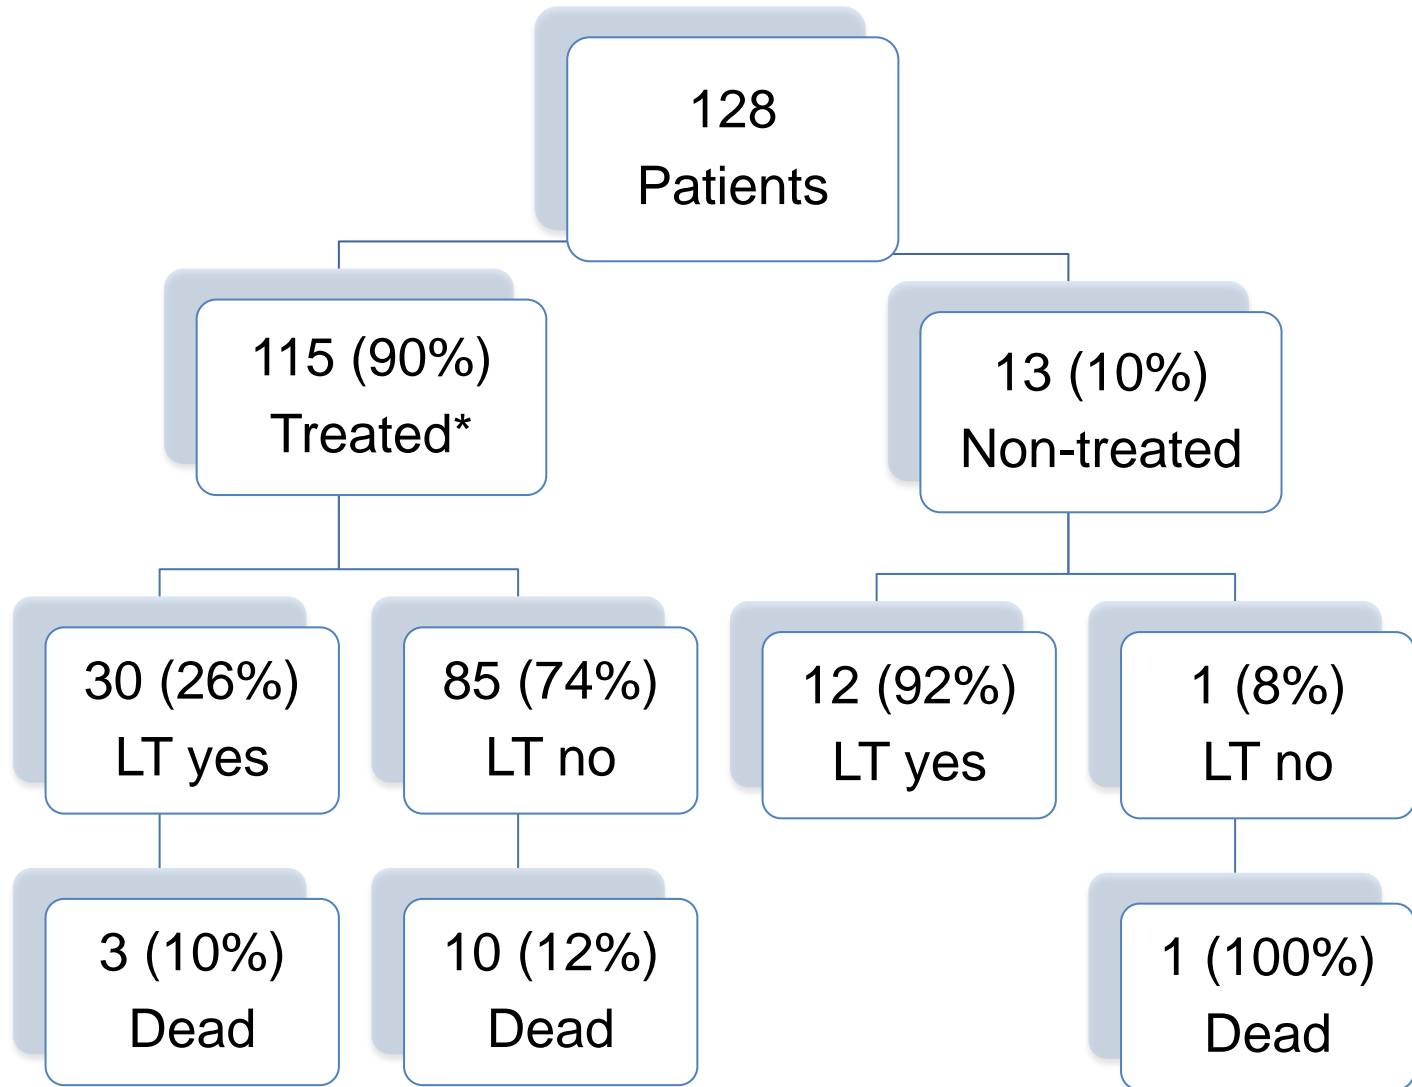 128
Patients
115 (90%)
Treated*
13 (10%)
Non-treated
30 (26%)
LT yes
85 (74%)
LT no
12 (92%)
LT yes
1 (8%)
LT no
3 (10%)
Dead
10 (12%)
Dead
1 (100%)
Dead